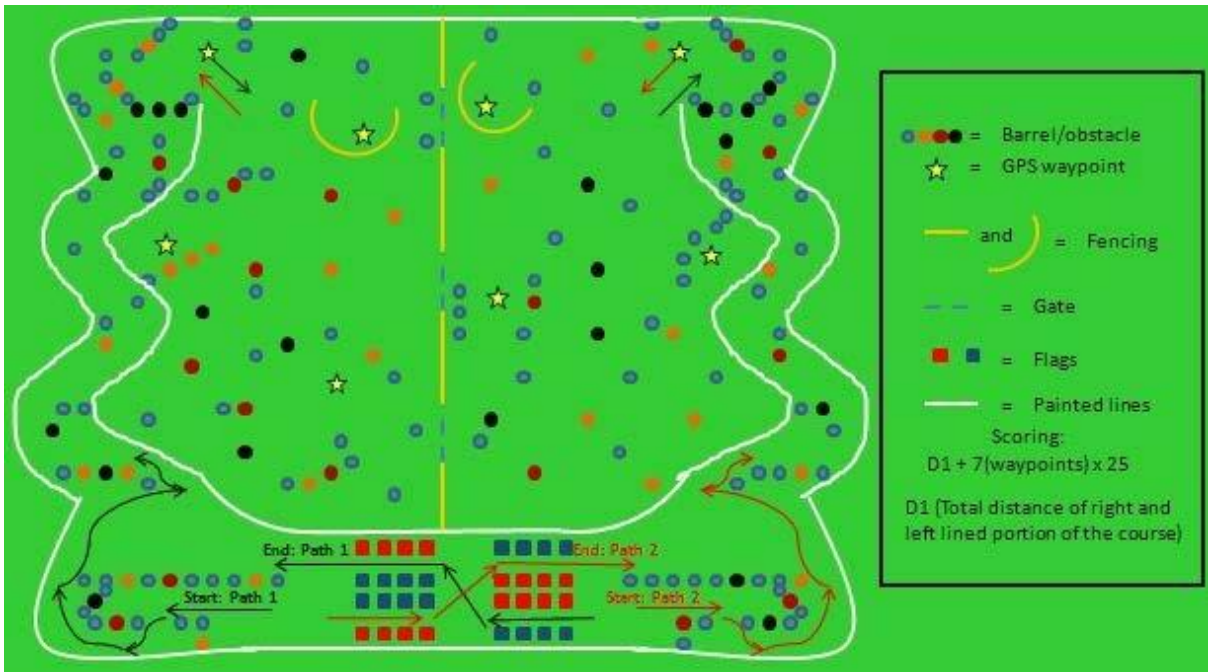 = Barrel/obstacle
= GPS waypoint
and = Fencing
= Gate
= Flags
= Painted lines
Scoring:
D1 + 7(waypoints) x 25
D1 (Total distance of right and
left lined portion of the course)
End: Path 1
End: Path 2
Start: Path 1
Start: Path 2